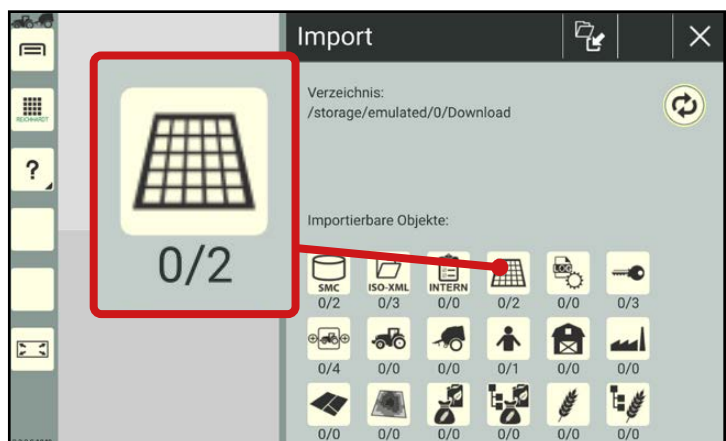 Import
Verzeichnis:
/storage/emulated/0/Download
REICHHARDT
?
Importierbare Objekte:
0/2
SMC
ISO-XML
INTERN
LOG
0/2 0/3 0/0 0/2 0/0 0/3
0/4 0/0 0/0 0/1 0/0 0/0
0/0 0/0 0/0 0/0 0/0 0/0